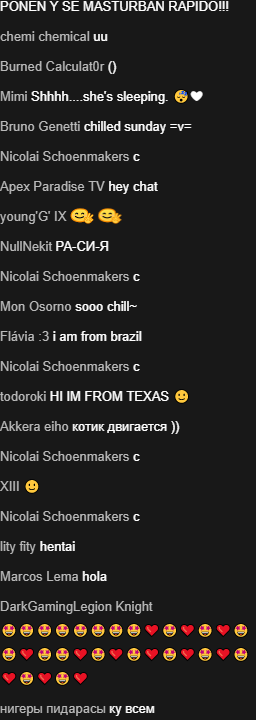 PONEN Y SE MASTURBAN RAPIDO!!!
chemi chemical uu
Burned Calculat0r ()
Mimi Shhhh....she's sleeping. 😴🤍
Bruno Genetti chilled sunday =v=
Nicolai Schoenmakers c
Apex Paradise TV hey chat
young'G' IX
NullNekit РА-СИ-Я
Nicolai Schoenmakers c
Mon Osorno sooo chill~
Flávia :3 i am from brazil
Nicolai Schoenmakers c
todoroki HI IM FROM TEXAS 🙂
Akkera eiho котик двигается ))
Nicolai Schoenmakers c
XIII 🙂
Nicolai Schoenmakers c
lity fity hentai
Marcos Lema hola
DarkGamingLegion Knight
🤩🤩🤩🤩🤩🤩🤩🤩❤🤩❤🤩❤🤩
🤩❤🤩🤩❤🤩❤🤩❤🤩❤🤩❤🤩
❤🤩❤🤩❤
нигеры пидарасы ку всем